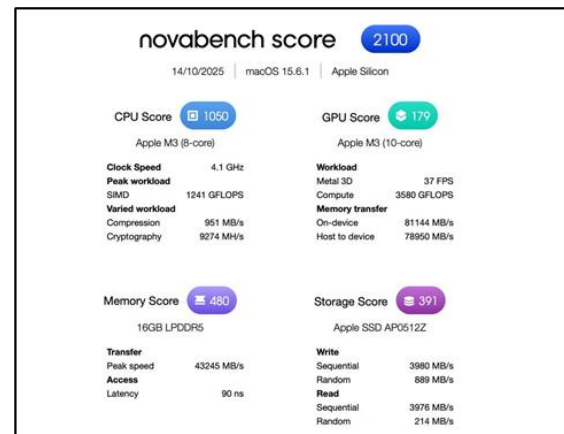 novabench score 2100
14/10/2025 macOS 15.6.1 Apple Silicon
CPU Score 1050
Apple M3 (8-core)
Clock Speed 4.1 GHz
Peak workload
SIMD 1241 GFLOPS
Varied workload
Compression 951 MB/s
Cryptography 9274 MH/s
GPU Score 179
Apple M3 (10-core)
Workload
Metal 3D 37 FPS
Compute 3580 GFLOPS
Memory transfer
On-device 81144 MB/s
Host to device 78950 MB/s
Memory Score 480
16GB LPDDR5
Transfer
Peak speed 43245 MB/s
Access
Latency 90 ns
Storage Score 391
Apple SSD AP0512Z
Write
Sequential 3980 MB/s
Random 889 MB/s
Read
Sequential 3976 MB/s
Random 214 MB/s